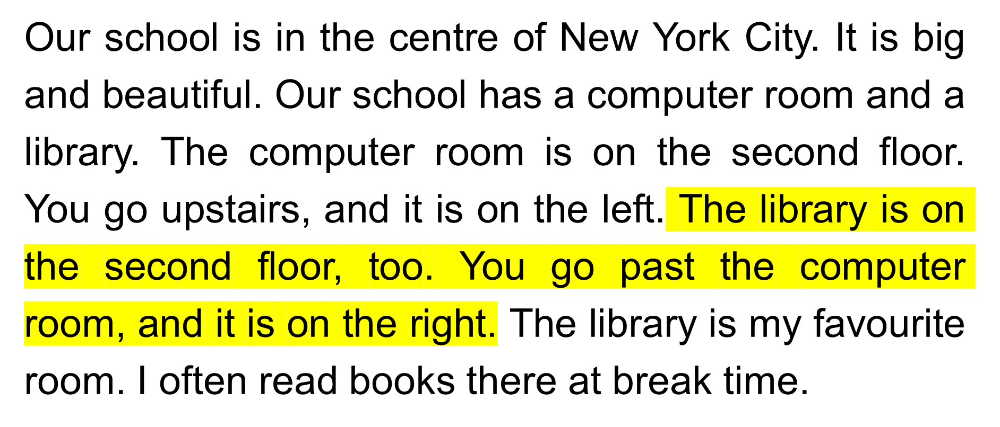 Our school is in the centre of New York City. It is big
and beautiful. Our school has a computer room and a
library. The computer room is on the second floor.
You go upstairs, and it is on the left. The library is on
the second floor, too. You go past the computer
room, and it is on the right. The library is my favourite
room. I often read books there at break time.